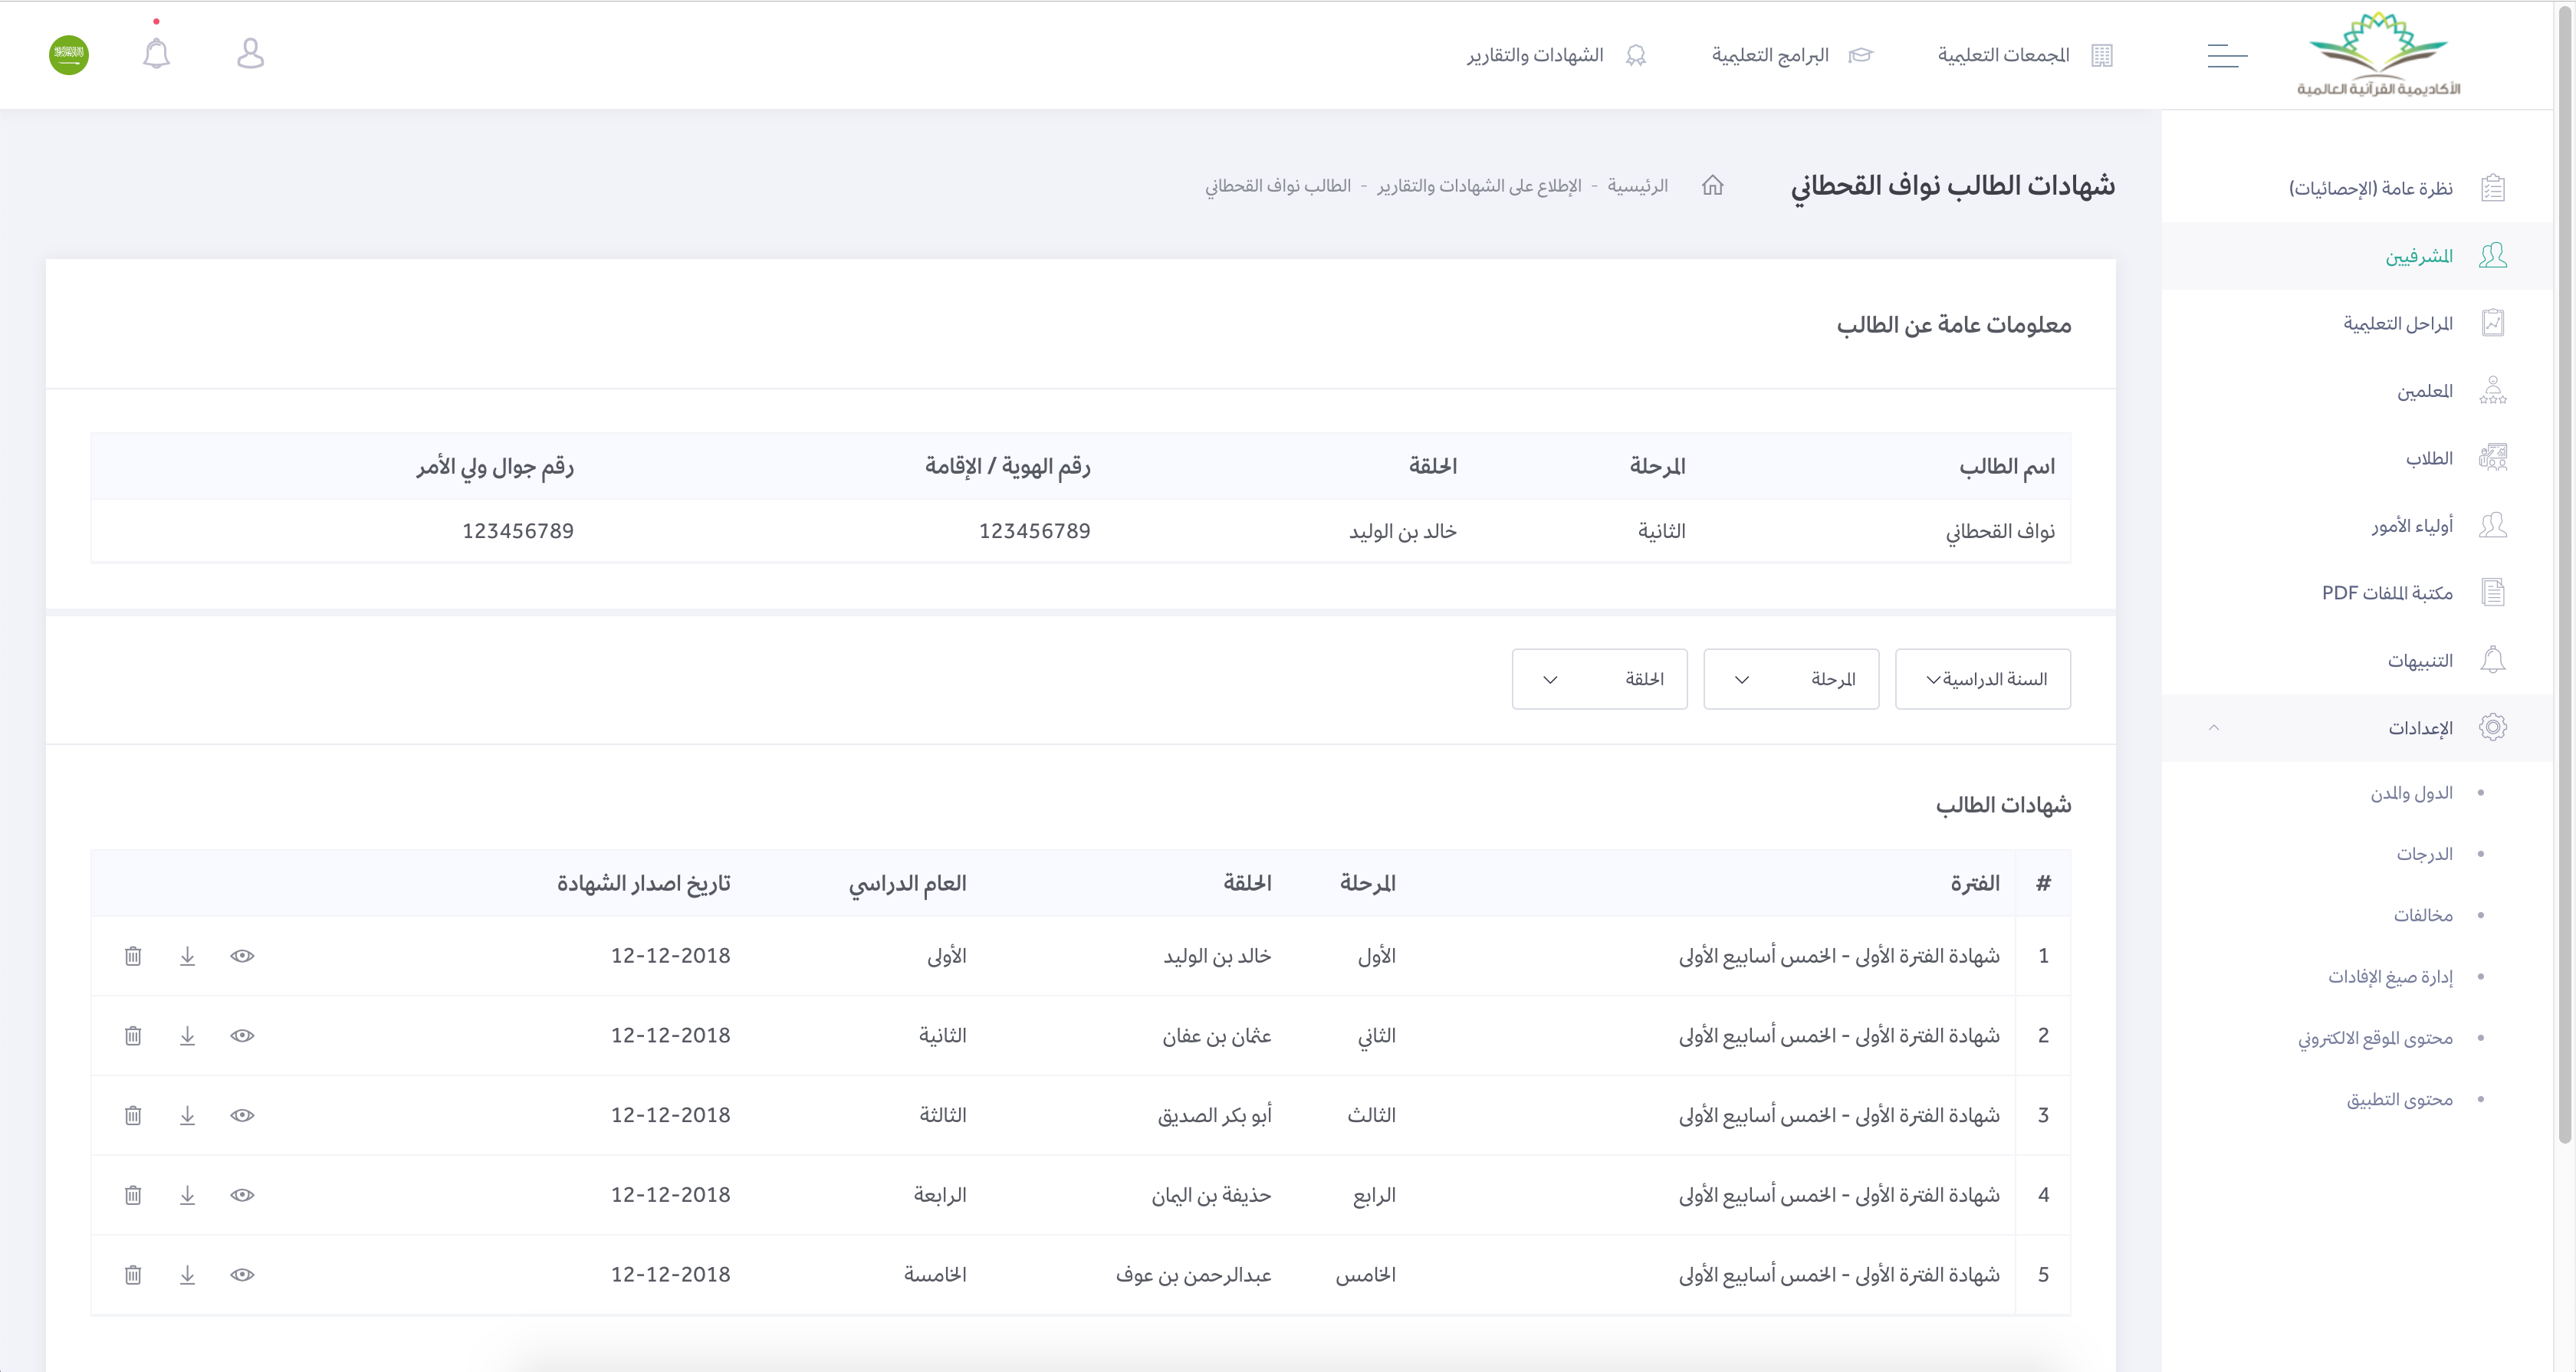 الأكاديمية القرآنية العالمية
المجمعات التعليمية
البرامج التعليمية
الشهادات والتقارير
نظرة عامة (الإحصائيات)
المشرفيين
المراحل التعليمية
المعلمين
الطلاب
أولياء الأمور
مكتبة الملفات PDF
التنبيهات
الإعدادات
الدول والمدن
الدرجات
مخالفات
إدارة صيغ الإفادات
محتوى الموقع الالكتروني
محتوى التطبيق
شهادات الطالب نواف القحطاني
الرئيسية - الإطلاع على الشهادات والتقارير - الطالب نواف القحطاني
معلومات عامة عن الطالب
اسم الطالب المرحلة الحلقة رقم الهوية / الإقامة رقم جوال ولي الأمر
نواف القحطاني الثانية خالد بن الوليد 123456789 123456789
السنة الدراسية المرحلة الحلقة
شهادات الطالب
# الفترة المرحلة الحلقة العام الدراسي تاريخ اصدار الشهادة
1 شهادة الفترة الأولى - الخمس أسابيع الأولى الأول خالد بن الوليد الأولى 12-12-2018
2 شهادة الفترة الأولى - الخمس أسابيع الأولى الثاني عثمان بن عفان الثانية 12-12-2018
3 شهادة الفترة الأولى - الخمس أسابيع الأولى الثالث أبو بكر الصديق الثالثة 12-12-2018
4 شهادة الفترة الأولى - الخمس أسابيع الأولى الرابع حذيفة بن اليمان الرابعة 12-12-2018
5 شهادة الفترة الأولى - الخمس أسابيع الأولى الخامس عبدالرحمن بن عوف الخامسة 12-12-2018